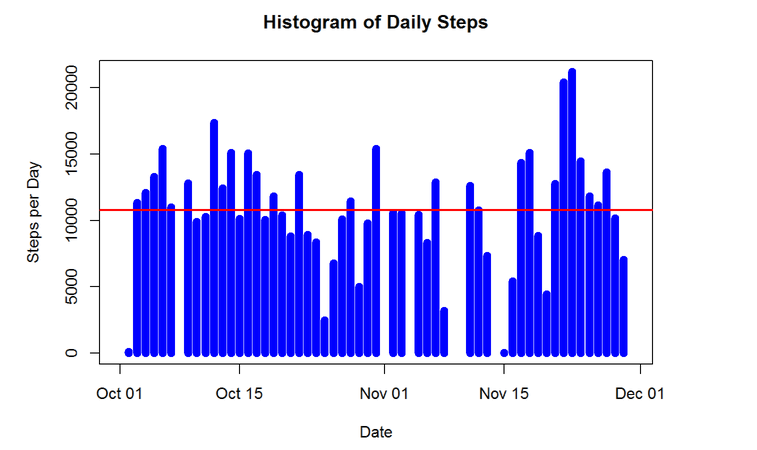 Histogram of Daily Steps
Steps per Day
20000
15000
10000
5000
0
Oct 01 Oct 15 Nov 01 Nov 15 Dec 01
Date